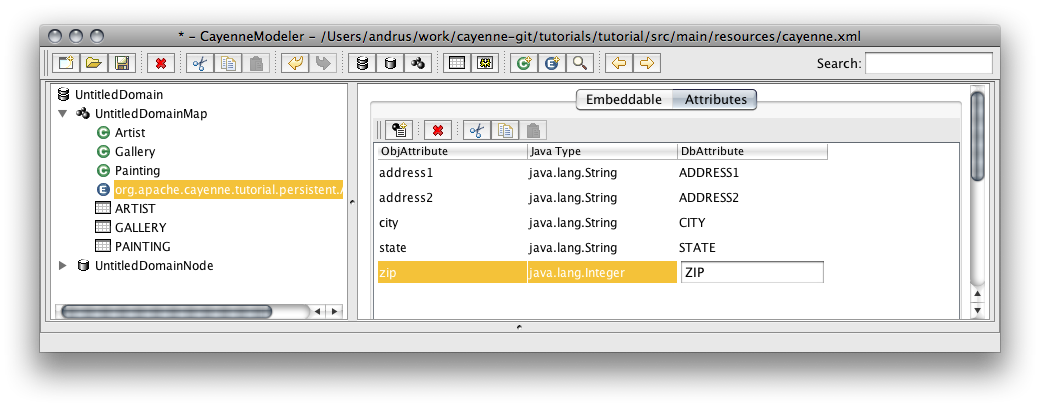 * - CayenneModeler - /Users/andrus/work/cayenne-git/tutorials/tutorial/src/main/resources/cayenne.xml
Search:
UntitledDomain
UntitledDomainMap
C Artist
C Gallery
C Painting
E org.apache.cayenne.tutorial.persistent.
ARTIST
GALLERY
PAINTING
UntitledDomainNode
Embeddable Attributes
ObjAttribute Java Type DbAttribute
address1 java.lang.String ADDRESS1
address2 java.lang.String ADDRESS2
city java.lang.String CITY
state java.lang.String STATE
zip java.lang.Integer ZIP